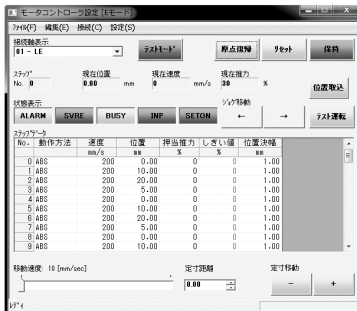 モータコントローラ設定 [Eモード]
ファイル(F) 編集(E) 接続(C) 設定(S)
接続軸表示
01 - LE
テストモード
原点復帰
リセット
保持
ステップ
No. 0
現在位置
0.00 mm
現在速度
0 mm/s
現在推力
30 %
位置取込
状態表示
ALARM SVRE BUSY INP SETON
ジョグ移動
← →
テスト運転
ステップデータ
No. 動作方法 速度 位置 押当推力 しきい値 位置決幅
mm/s mm % % mm
0 ABS 200 0.00 0 0 1.00
1 ABS 200 10.00 0 0 1.00
2 ABS 200 20.00 0 0 1.00
3 ABS 200 5.00 0 0 1.00
4 ABS 200 0.00 0 0 1.00
5 ABS 200 10.00 0 0 1.00
6 ABS 200 20.00 0 0 1.00
7 ABS 200 5.00 0 0 1.00
8 ABS 200 0.00 0 0 1.00
9 ABS 200 10.00 0 0 1.00
移動速度: 10 [mm/sec]
定寸距離
0.00
定寸移動
- +
レディ